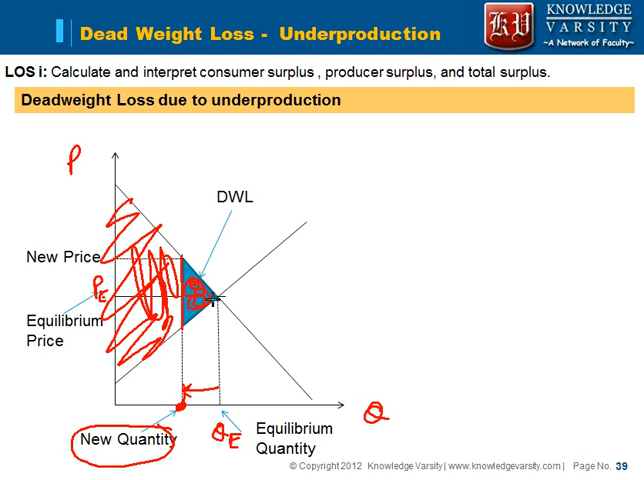 Dead Weight Loss - Underproduction
KNOWLEDGE
VARSITY
~A Network of Faculty~
KV
LOS i: Calculate and interpret consumer surplus , producer surplus, and total surplus.
Deadweight Loss due to underproduction
P
DWL
New Price
PE
Equilibrium
Price
New Quantity
QE
Equilibrium
Quantity
Q
© Copyright 2012 Knowledge Varsity | www.knowledgevarsity.com | Page No. 39